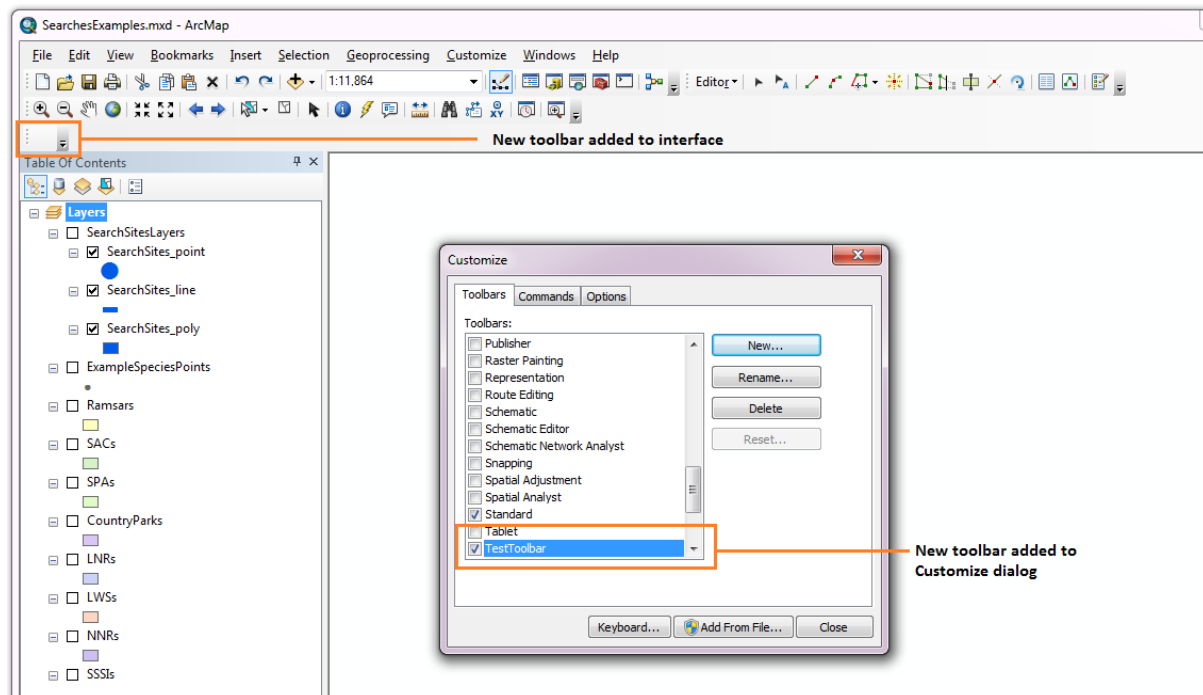 SearchesExamples.mxd - ArcMap
File Edit View Bookmarks Insert Selection Geoprocessing Customize Windows Help
1:11,864 Editor
New toolbar added to interface
Table Of Contents
Layers
SearchSitesLayers
SearchSites_point
SearchSites_line
SearchSites_poly
ExampleSpeciesPoints
Ramsars
SACs
SPAs
CountryParks
LNRs
LWSs
NNRs
SSSIs
Customize
Toolbars Commands Options
Toolbars:
Publisher
Raster Painting
Representation
Route Editing
Schematic
Schematic Editor
Schematic Network Analyst
Snapping
Spatial Adjustment
Spatial Analyst
Standard
Tablet
TestToolbar
New...
Rename...
Delete
Reset...
Keyboard... Add From File... Close
New toolbar added to
Customize dialog